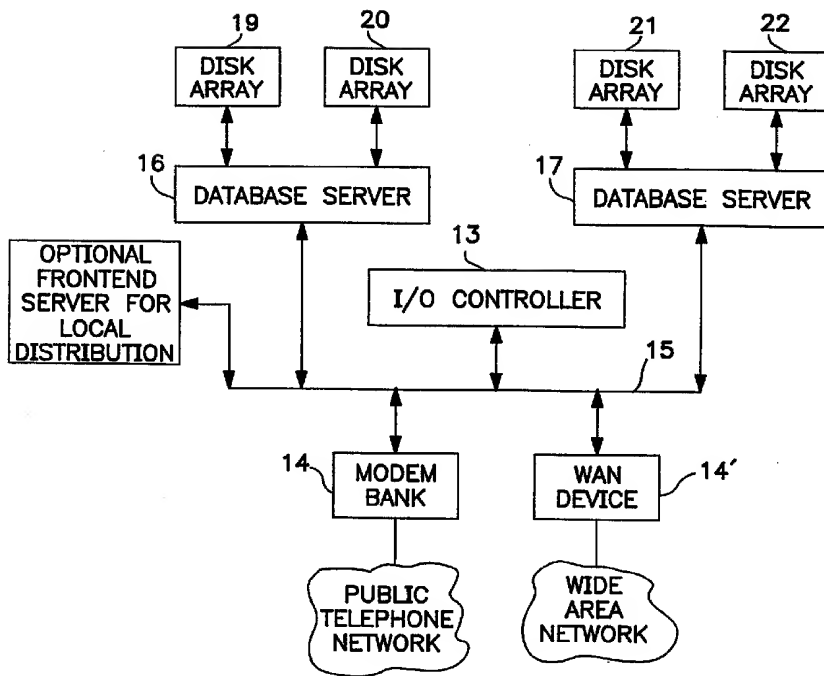 19
20
21
22
DISK
ARRAY
DISK
ARRAY
DISK
ARRAY
DISK
ARRAY
16
DATABASE SERVER
17
DATABASE SERVER
OPTIONAL
FRONTEND
SERVER FOR
LOCAL
DISTRIBUTION
13
I/O CONTROLLER
15
14
MODEM
BANK
WAN
DEVICE
14′
PUBLIC
TELEPHONE
NETWORK
WIDE
AREA
NETWORK